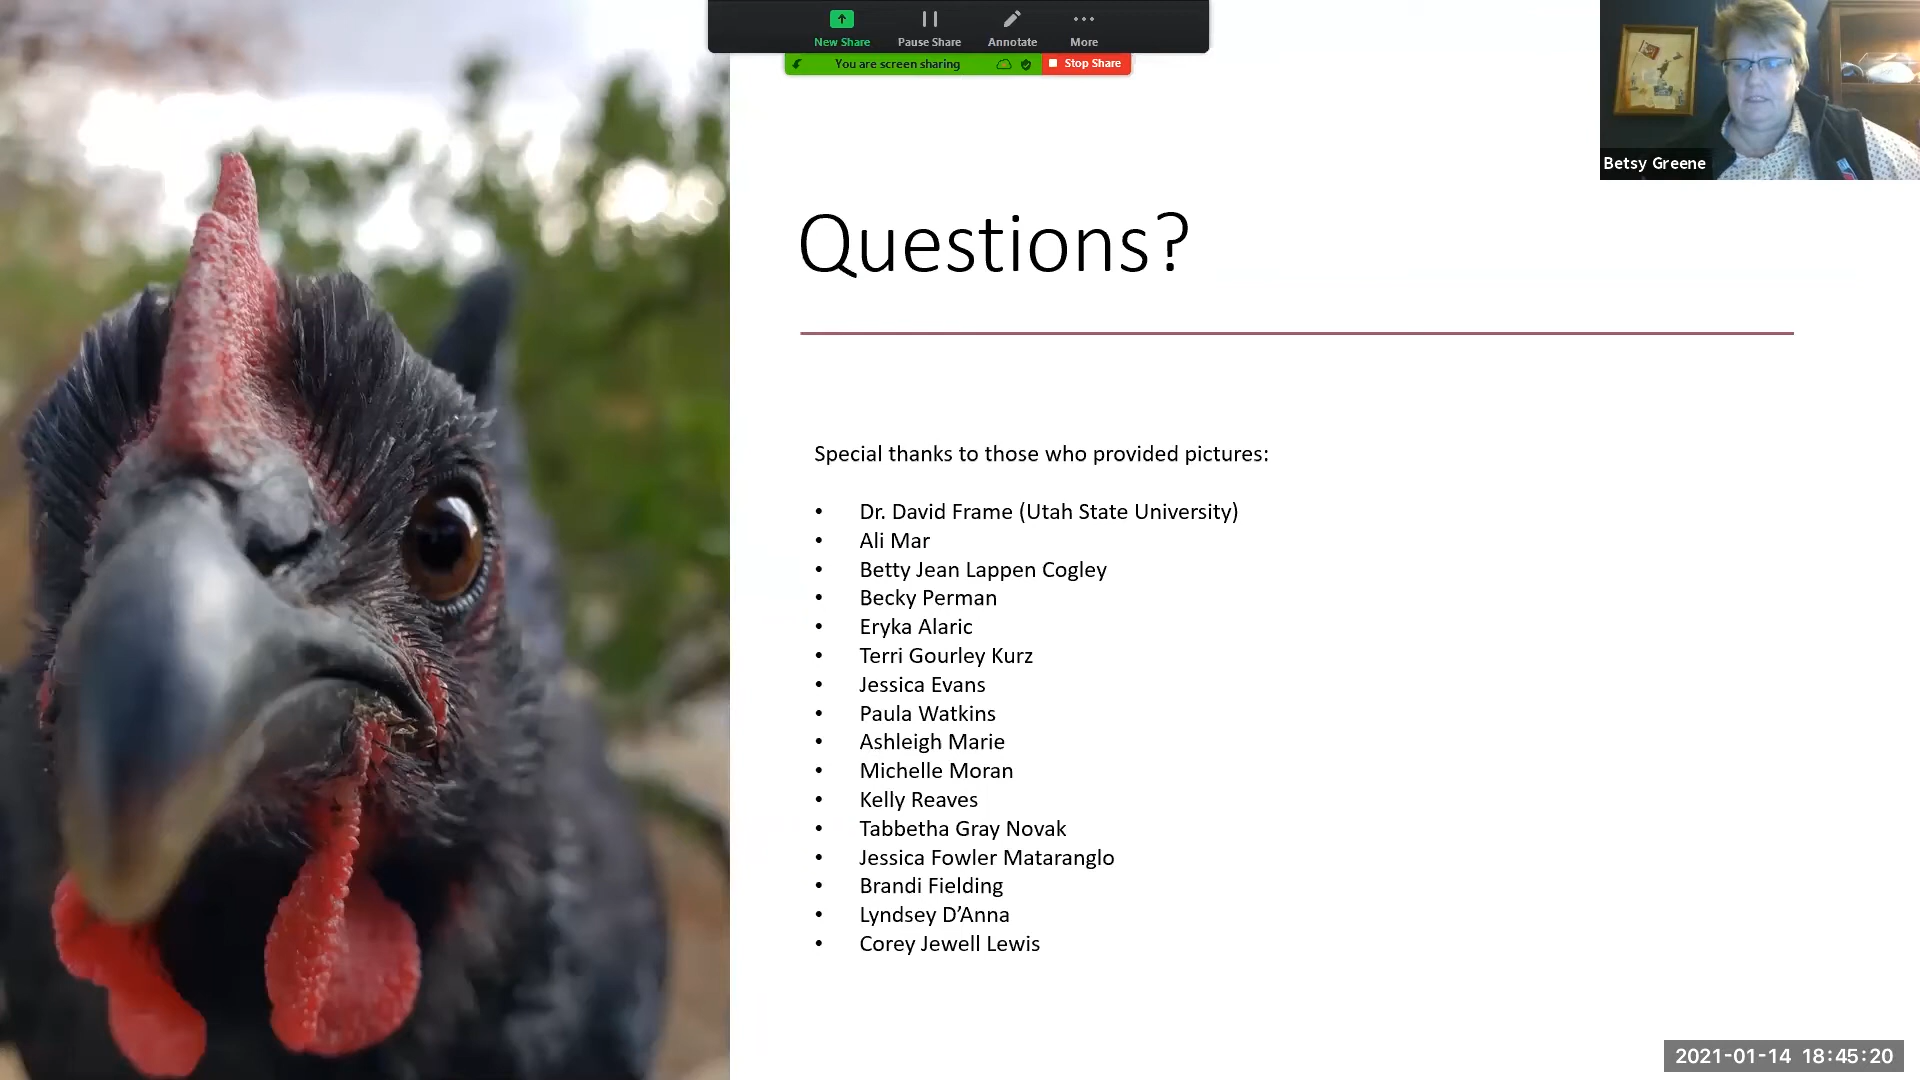 New Share
Pause Share
Annotate
More
You are screen sharing
Stop Share
Betsy Greene
Questions?
Special thanks to those who provided pictures:
• Dr. David Frame (Utah State University)
• Ali Mar
• Betty Jean Lappen Cogley
• Becky Perman
• Eryka Alaric
• Terri Gourley Kurz
• Jessica Evans
• Paula Watkins
• Ashleigh Marie
• Michelle Moran
• Kelly Reaves
• Tabbetha Gray Novak
• Jessica Fowler Mataranglo
• Brandi Fielding
• Lyndsey D’Anna
• Corey Jewell Lewis
2021-01-14 18:45:20